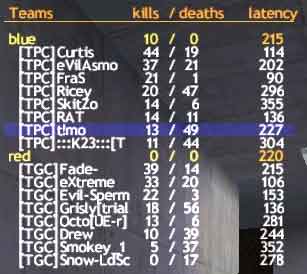 Teams kills / deaths latency
blue 10 / 0 215
[TPC]Curtis 44 / 19 114
[TPC]eVilAsmo 37 / 21 202
[TPC]FraS 21 / 1 90
[TPC]Ricey 20 / 47 296
[TPC]SkitZo 14 / 6 355
[TPC]RAT 14 / 11 136
[TPC]t!mo 13 / 49 227
[TPC]:::K23:::[T 11 / 44 304
red 0 / 0 220
[TGC]Fade- 39 / 14 215
[TGC]eXtreme 33 / 20 106
[TGC]Evil-Sperm 22 / 3 153
[TGC]Grisly[trial / 56 136
[TGC]Octo[DE-r] 13 / 6 281
[TGC]Drew 10 / 39 244
[TGC]Smokey_1 5 / 37 352
[TGC]Snow-LdSc 0 / 17 278